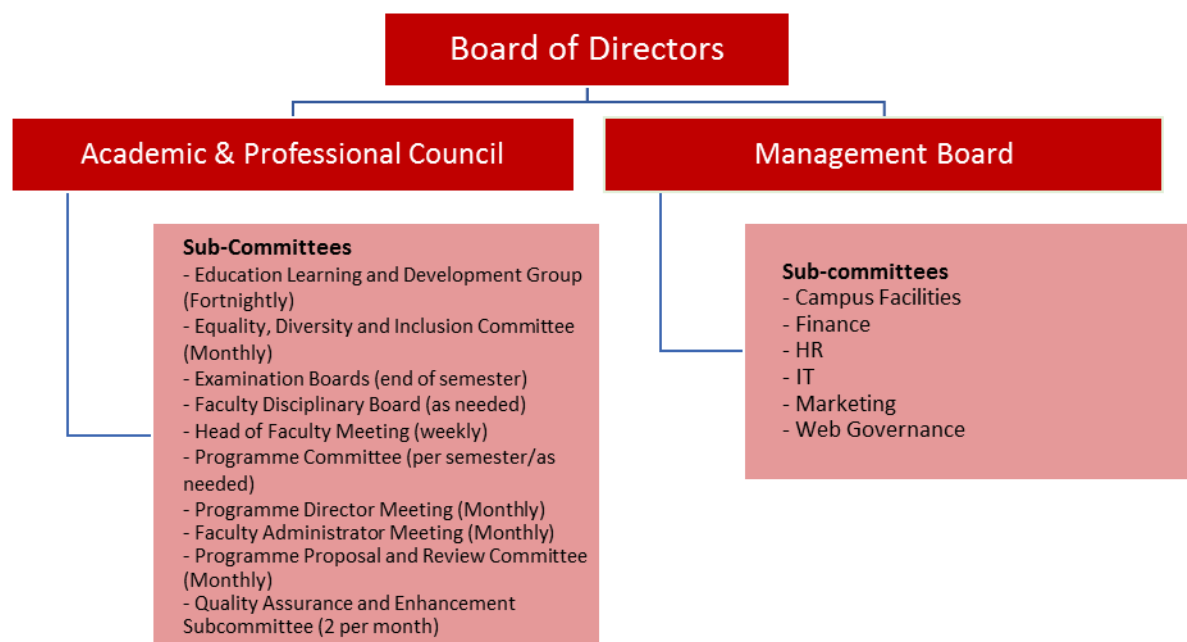 Board of Directors
Academic & Professional Council
Management Board
Sub-Committees
- Education Learning and Development Group
(Fortnightly)
- Equality, Diversity and Inclusion Committee
(Monthly)
- Examination Boards (end of semester)
- Faculty Disciplinary Board (as needed)
- Head of Faculty Meeting (weekly)
- Programme Committee (per semester/as
needed)
- Programme Director Meeting (Monthly)
- Faculty Administrator Meeting (Monthly)
- Programme Proposal and Review Committee
(Monthly)
- Quality Assurance and Enhancement
Subcommittee (2 per month)
Sub-committees
- Campus Facilities
- Finance
- HR
- IT
- Marketing
- Web Governance